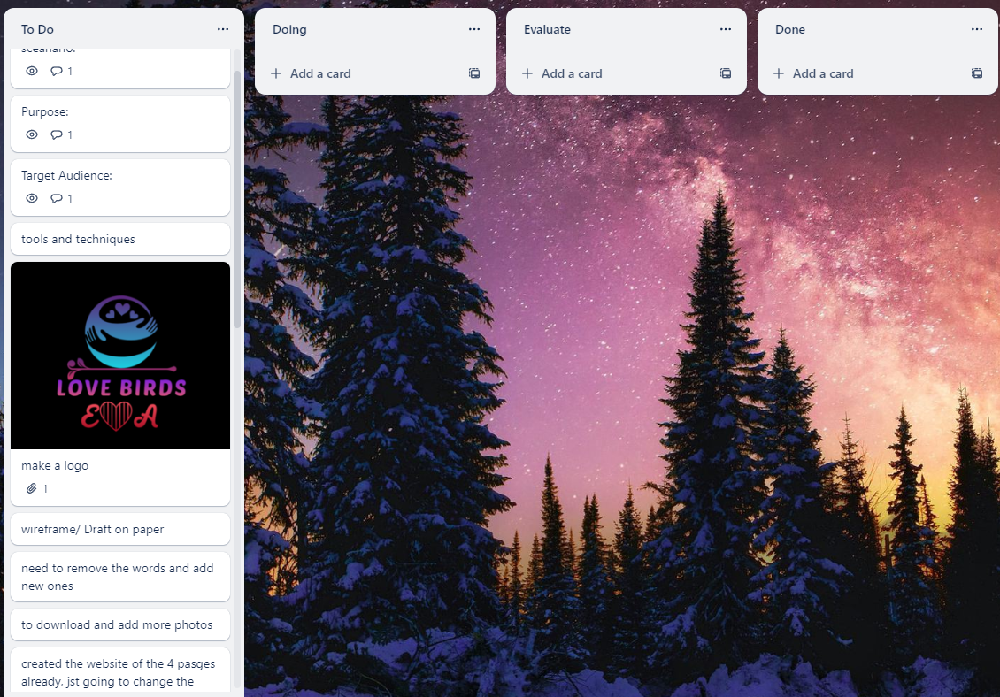 To Do
sceanario:
1
Purpose:
1
Target Audience:
1
tools and techniques
LOVE BIRDS
E A
make a logo
1
wireframe/ Draft on paper
need to remove the words and add
new ones
to download and add more photos
created the website of the 4 pasges
already, jst going to change the
Doing
Add a card
Evaluate
Add a card
Done
Add a card